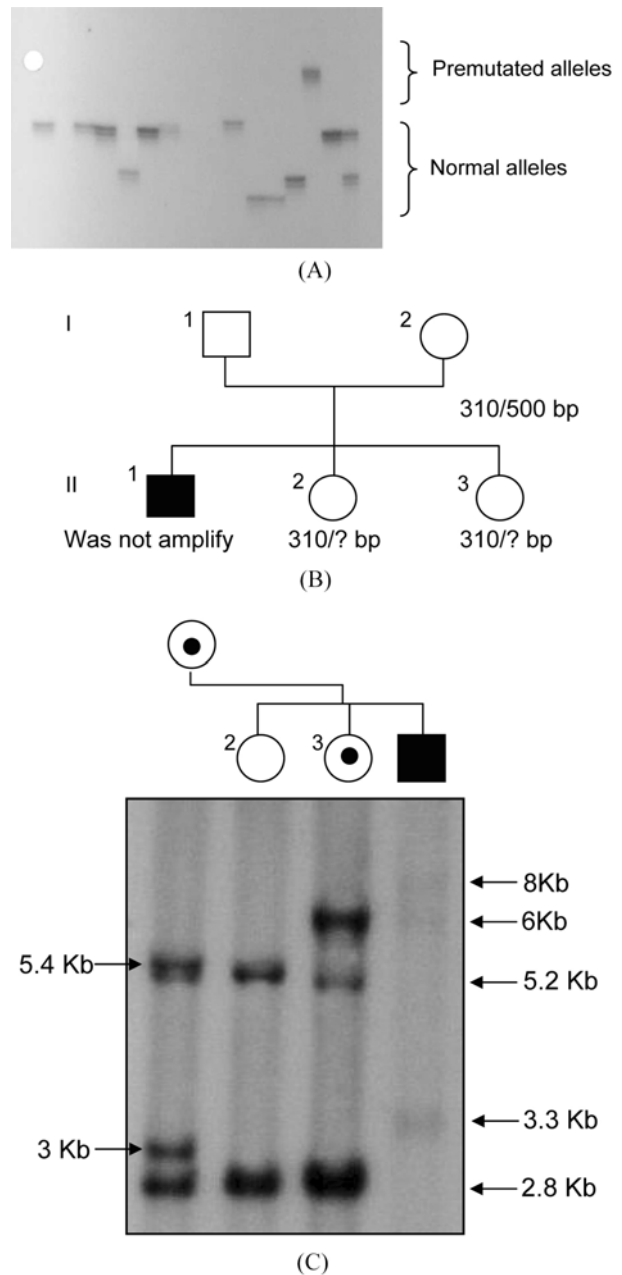 Premutated alleles
Normal alleles
(A)
I
1
2
310/500 bp
II
1
2
3
Was not amplify
310/? bp
310/? bp
(B)
2
3
8Kb
6Kb
5.4 Kb
5.2 Kb
3.3 Kb
3 Kb
2.8 Kb
(C)